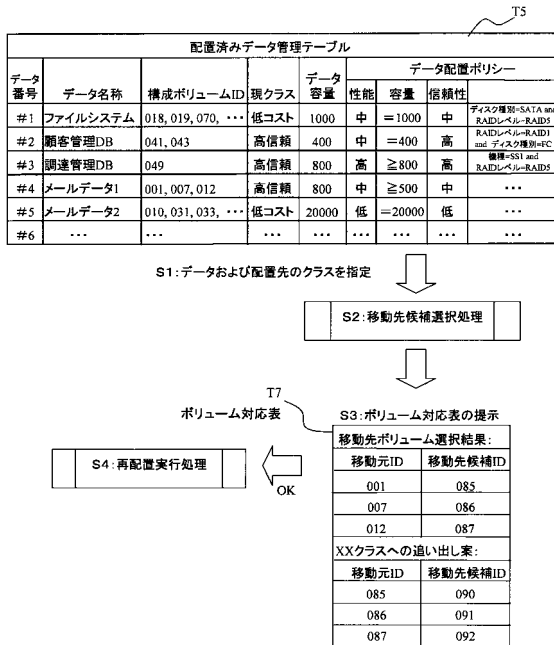 T5
配置済みデータ管理テーブル
データ番号 データ名称 構成ボリュームID 現クラス データ容量 データ配置ポリシー
性能 容量 信頼性
#1 ファイルシステム 018, 019, 070, ･･･ 低コスト 1000 中 =1000 中 ディスク種別=SATA and RAIDレベル=RAID5
#2 顧客管理DB 041, 043 高信頼 400 中 =400 高 RAIDレベル=RAID1 and ディスク種別=FC
#3 調達管理DB 049 高信頼 800 高 ≧800 高 機種=SS1 and RAIDレベル=RAID5
#4 メールデータ1 001, 007, 012 高信頼 800 中 ≧500 中 ･･･
#5 メールデータ2 010, 031, 033, ･･･ 低コスト 20000 低 =20000 低 ･･･
#6 ･･･ ･･･ ･･･ ･･･ ･･･ ･･･ ･･･ ･･･
S1:データおよび配置先のクラスを指定
S2:移動先候補選択処理
T7
ボリューム対応表
S3:ボリューム対応表の提示
移動先ボリューム選択結果:
移動元ID 移動先候補ID
001 085
007 086
012 087
XXクラスへの追い出し案:
移動元ID 移動先候補ID
085 090
086 091
087 092
S4:再配置実行処理
OK